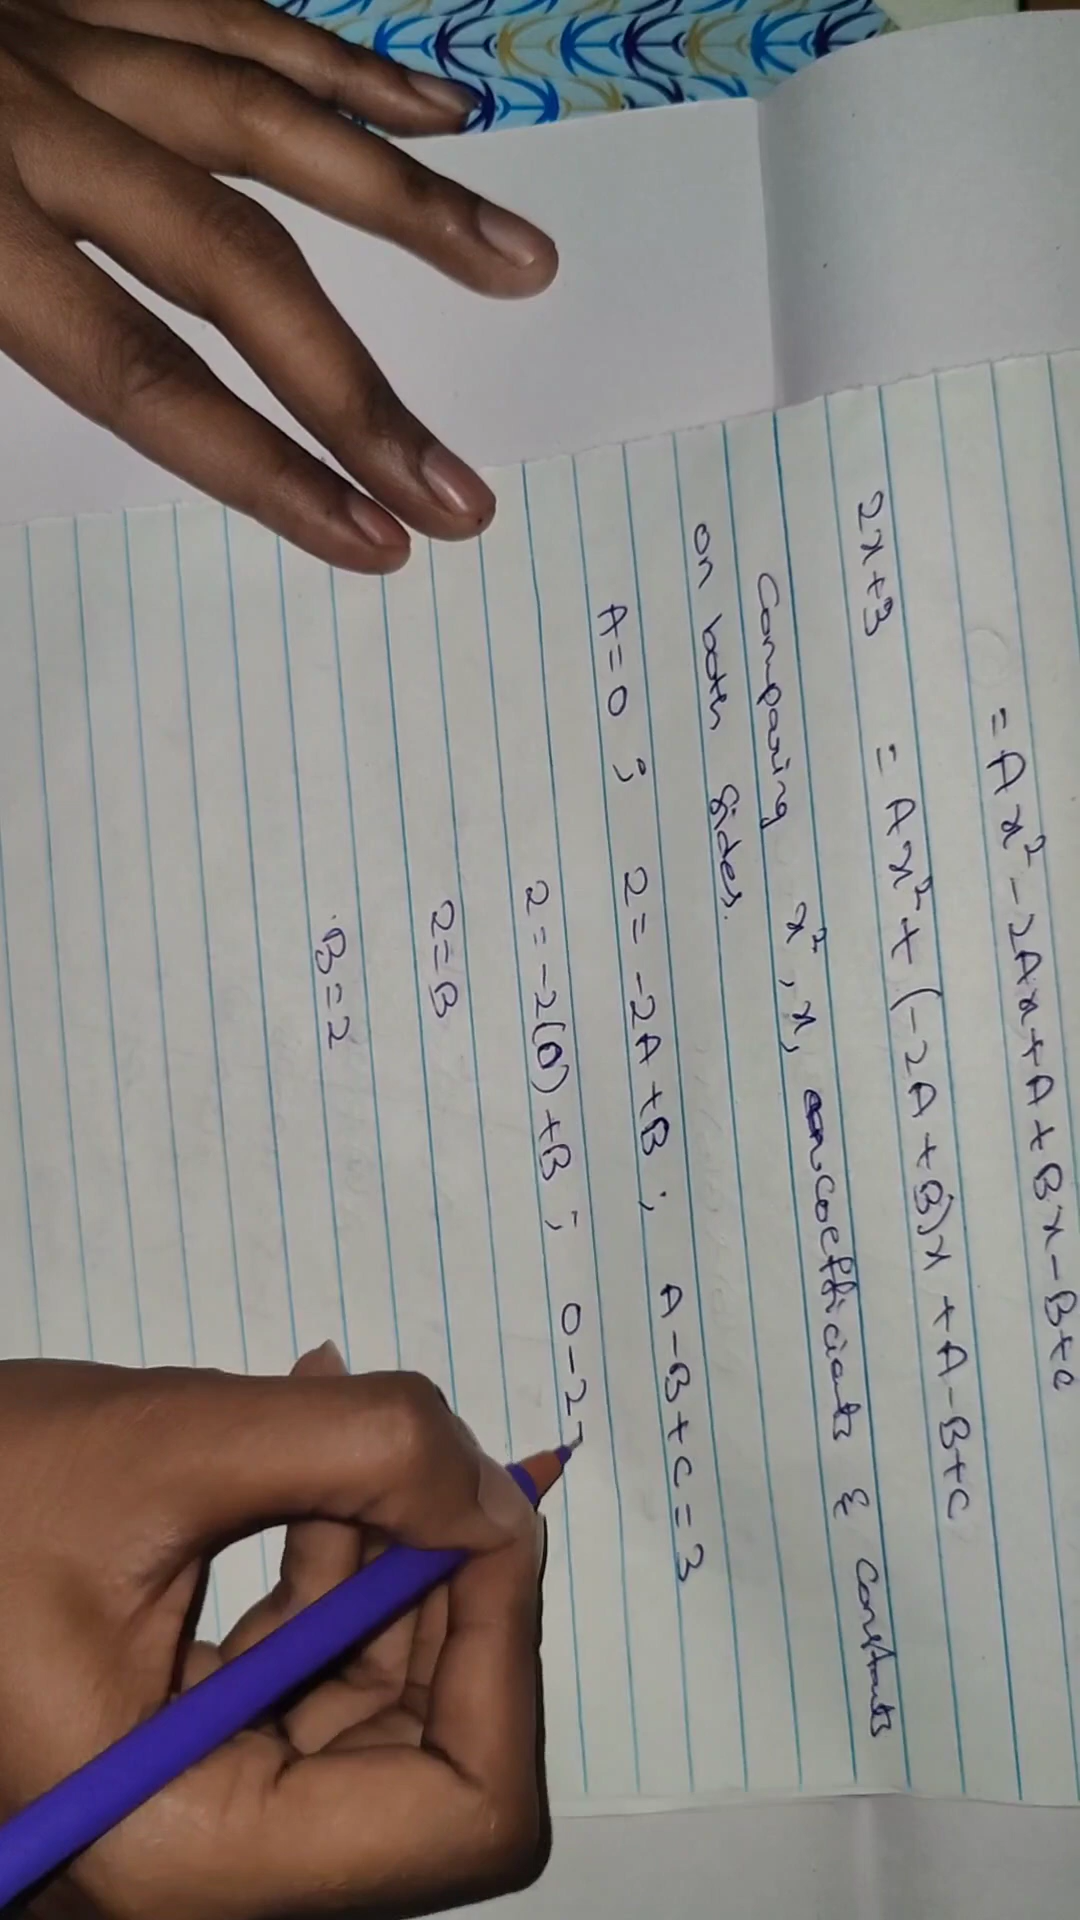 = Ax² - 2Ax + A + Bx - B + C
2x+3 = Ax² + (-2A + B)x + A - B + C
Comparing x², x, coefficients & constants
on both sides.
A = 0 ; 2 = -2A + B ; A - B + C = 3
2 = -2(0) + B ; 0 - 2
2 = B
B = 2